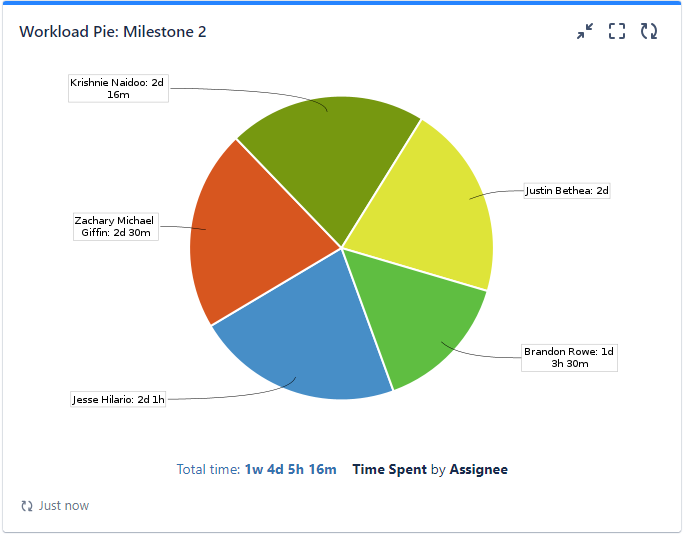 Workload Pie: Milestone 2
Krishnie Naidoo: 2d
16m
Justin Bethea: 2d
Zachary Michael
Giffin: 2d 30m
Brandon Rowe: 1d
3h 30m
Jesse Hilario: 2d 1h
Total time: 1w 4d 5h 16m Time Spent by Assignee
Just now